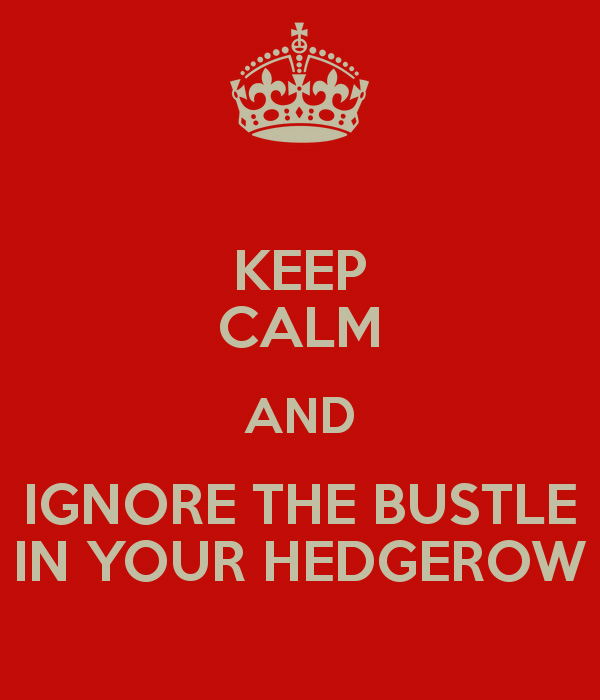 KEEP
CALM
AND
IGNORE THE BUSTLE
IN YOUR HEDGEROW